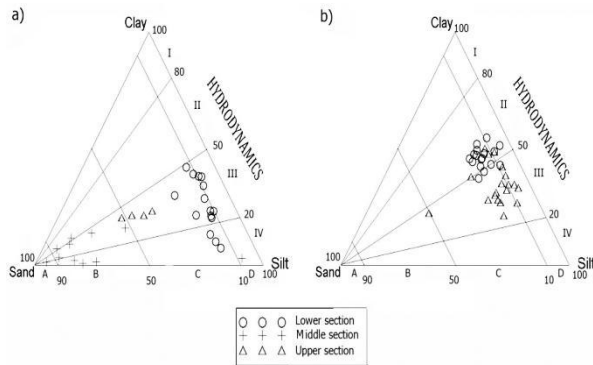 a)
Clay
100
I
80
II
HYDRODYNAMICS
50
III
20
IV
100
Sand
A
90
B
50
C
10
D
100
Silt
b)
Clay
100
I
80
II
HYDRODYNAMICS
50
III
20
IV
100
Sand
A
90
B
50
C
10
D
100
Silt
Lower section
Middle section
Upper section